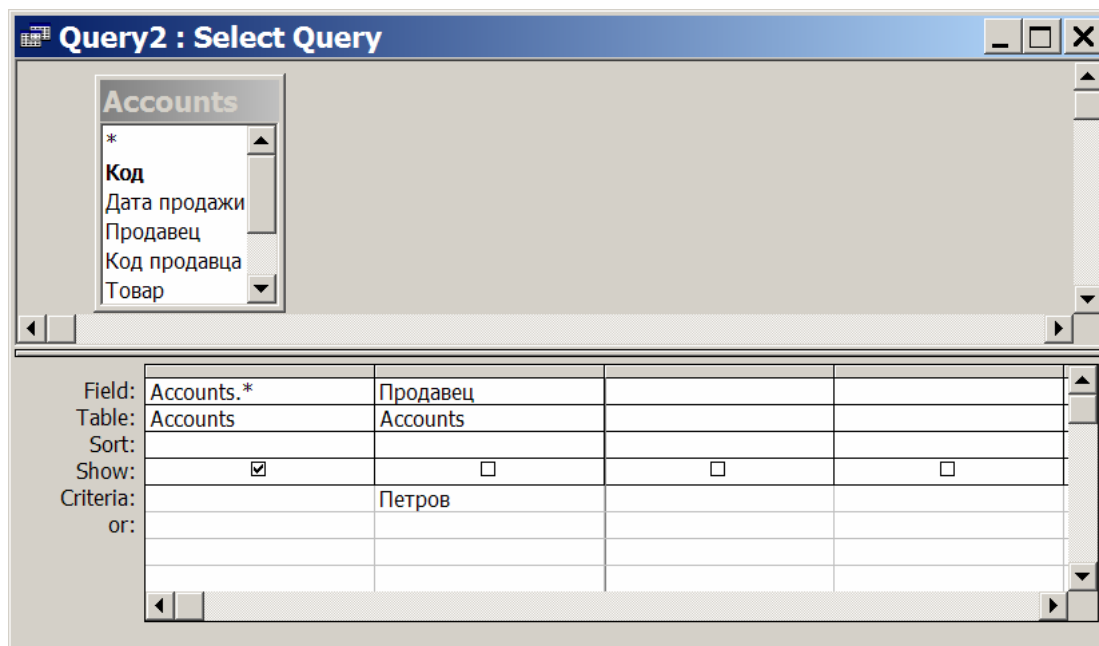 Query2 : Select Query
Accounts
*
Код
Дата продажи
Продавец
Код продавца
Товар
Field: Accounts.* Продавец
Table: Accounts Accounts
Sort:
Show:
Criteria: Петров
or: